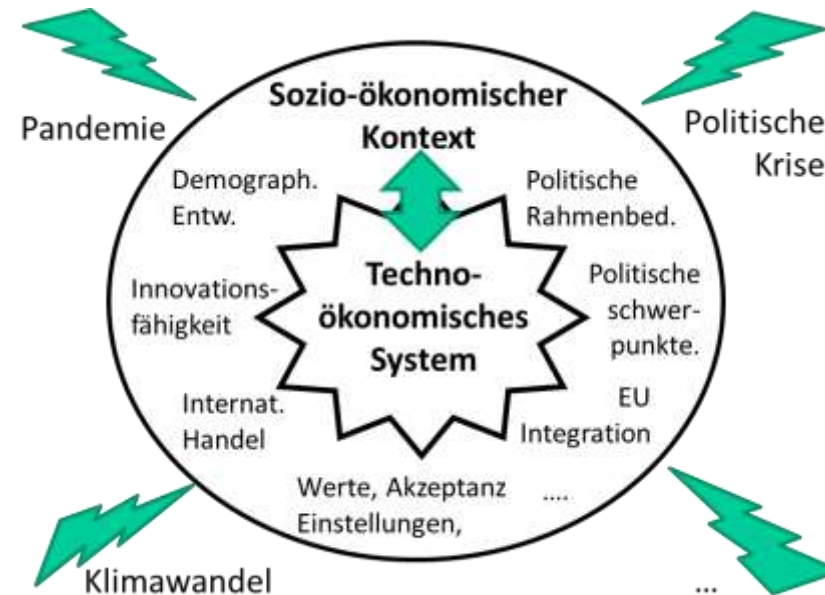 Sozio-ökonomischer
Kontext
Pandemie
Politische
Krise
Demograph.
Entw.
Politische
Rahmenbed.
Innovations-
fähigkeit
Techno-
ökonomisches
System
Politische
schwer-
punkte.
Internat.
Handel
EU
Integration
Werte, Akzeptanz
Einstellungen,
....
Klimawandel
...